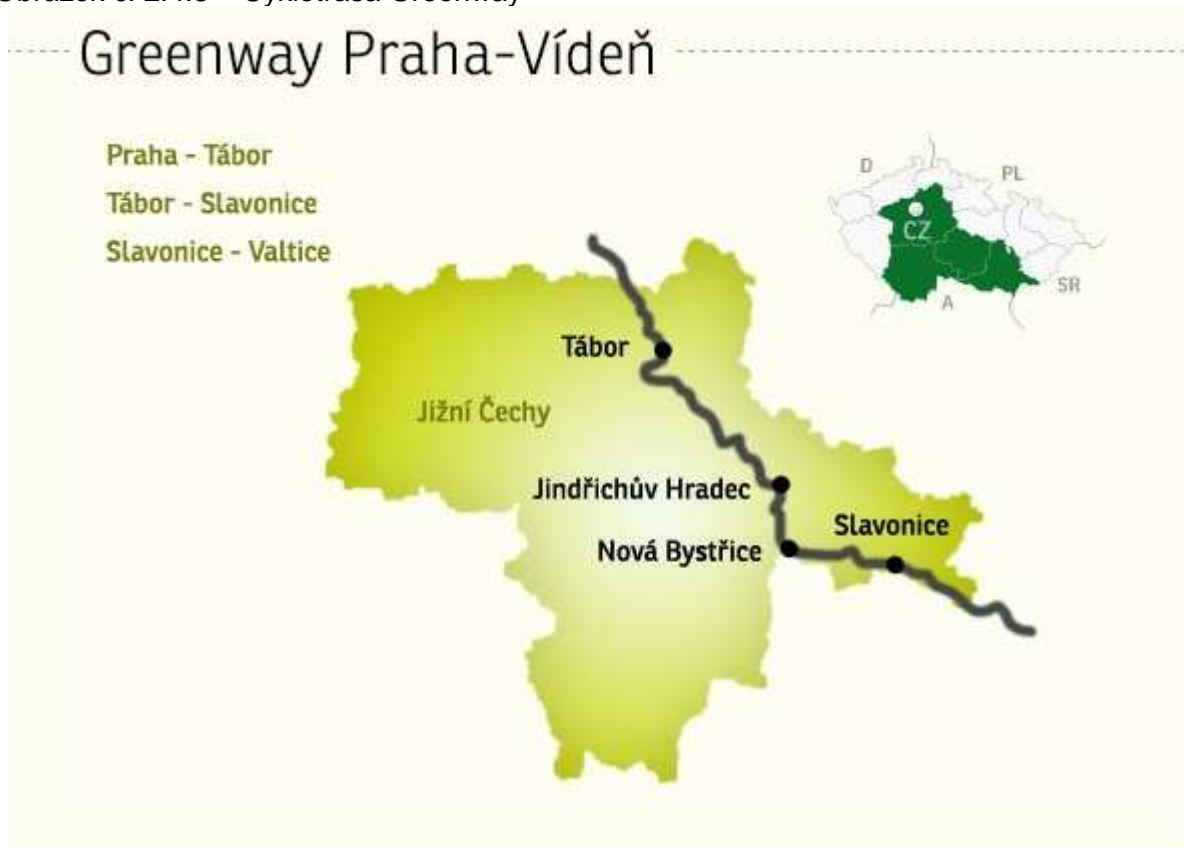 Greenway Praha-Vídeň
Praha - Tábor
Tábor - Slavonice
Slavonice - Valtice
D
PL
CZ
SR
A
Tábor
Jižní Čechy
Jindřichův Hradec
Slavonice
Nová Bystřice